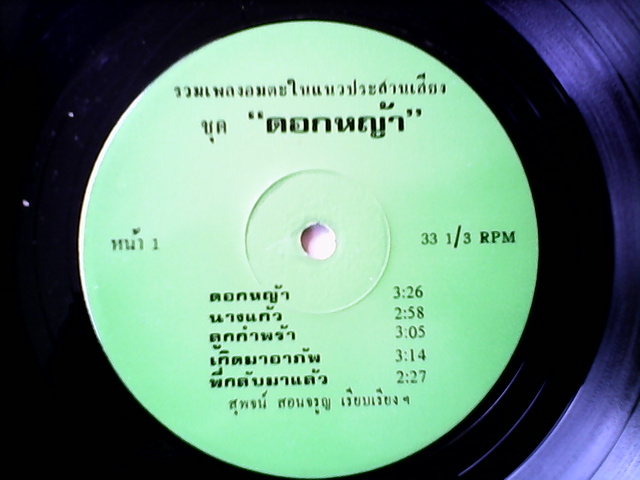 รวมเพลงอมตะในแนวประสานเสียง
ชุด "ดอกหญ้า"
หน้า 1
33 1/3 RPM
ดอกหญ้า 3:26
นางแก้ว 2:58
ลูกกำพร้า 3:05
เกิดมาอาภัพ 3:14
พี่กลับมาแล้ว 2:27
สุพจน์ สอนจรูญ เรียบเรียงฯ